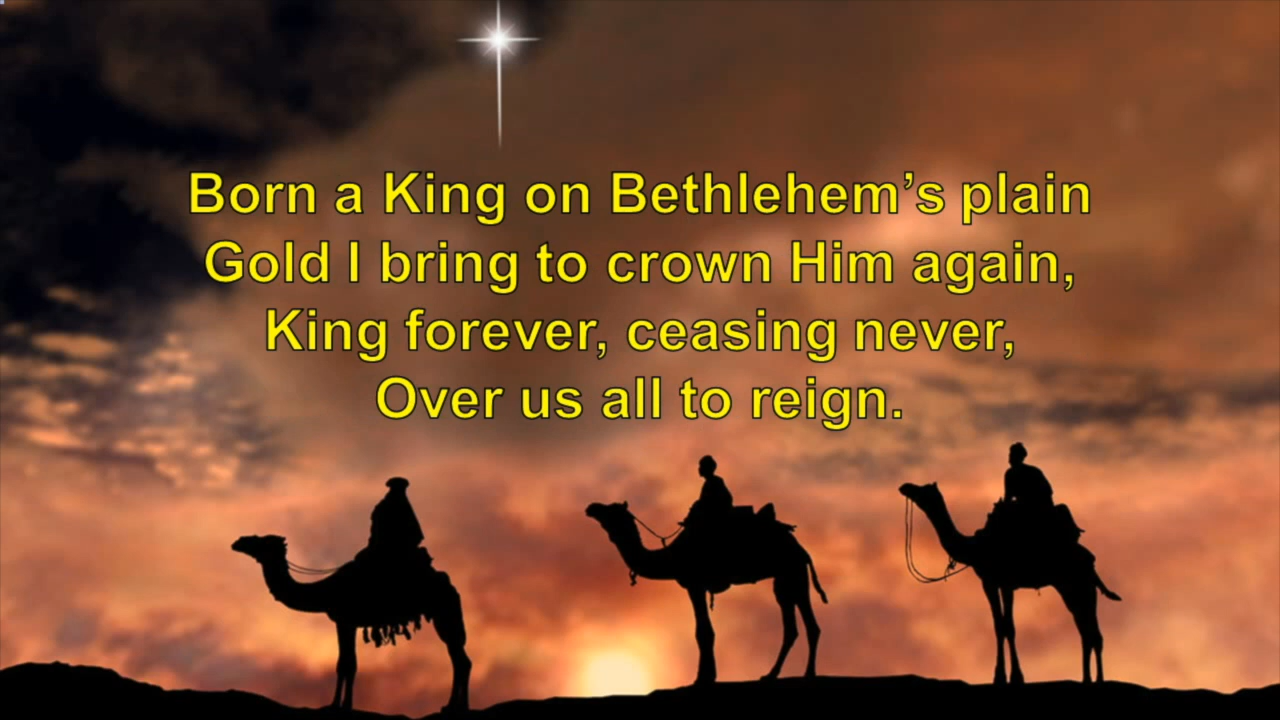 Born a King on Bethlehem’s plain
Gold I bring to crown Him again,
King forever, ceasing never,
Over us all to reign.